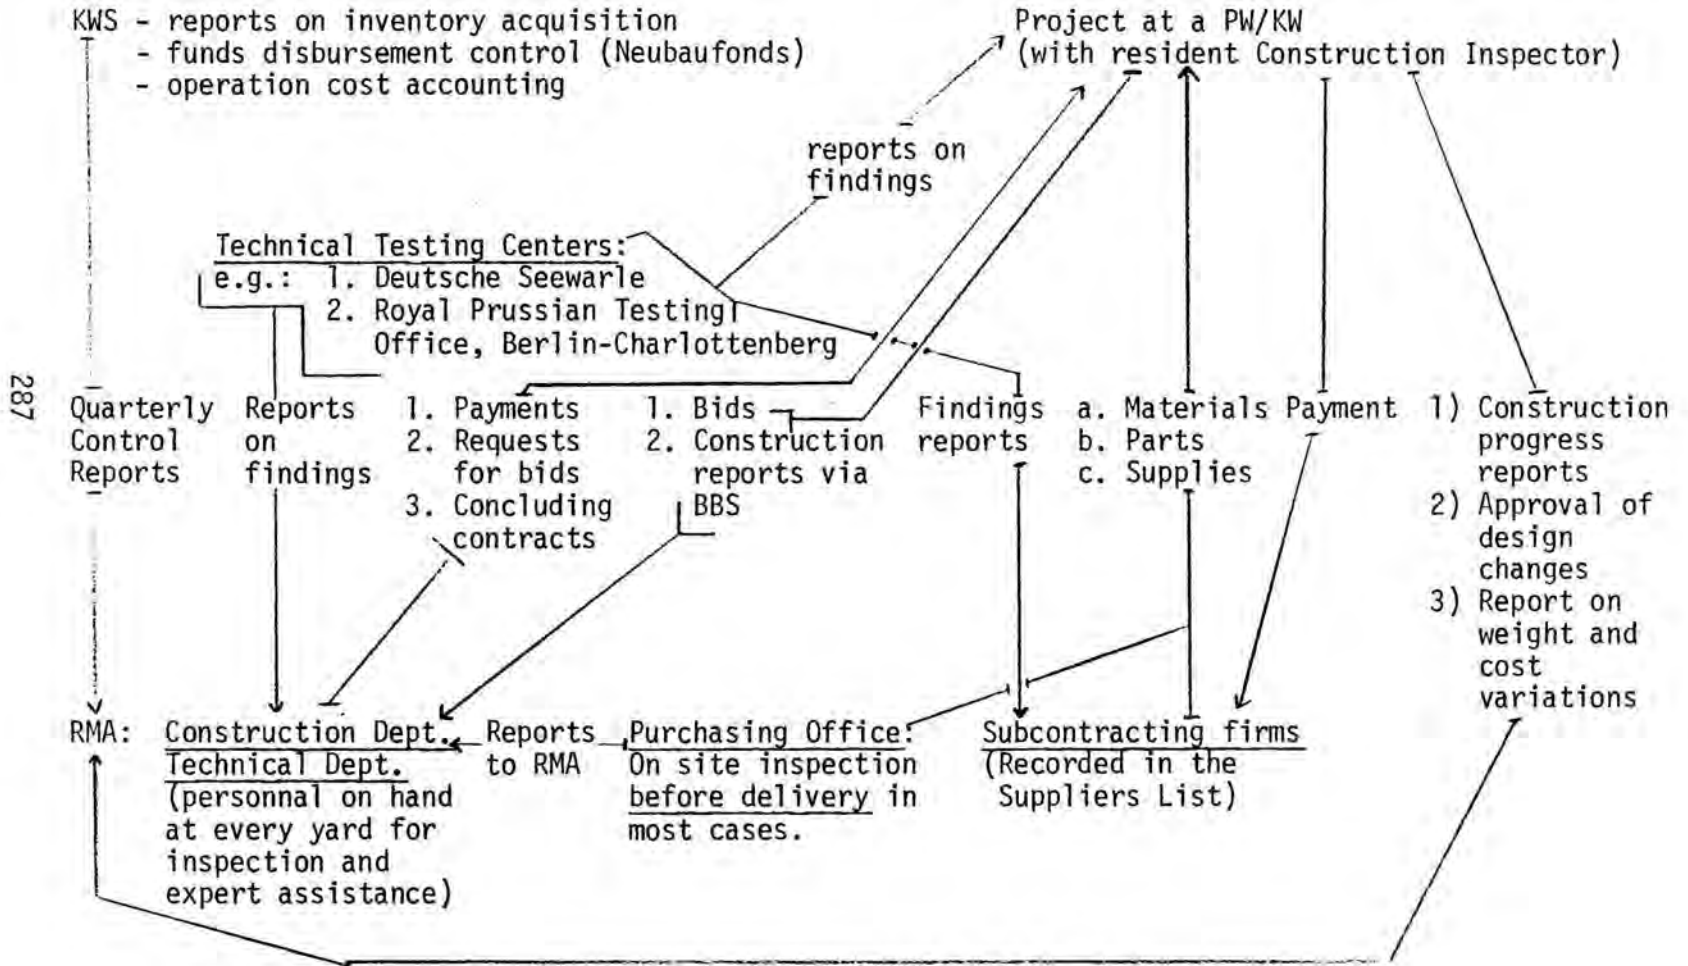 KWS - reports on inventory acquisition
- funds disbursement control (Neubaufonds)
- operation cost accounting
Project at a PW/KW
(with resident Construction Inspector)
reports on
findings
Technical Testing Centers:
e.g.: 1. Deutsche Seewarle
2. Royal Prussian Testing
Office, Berlin-Charlottenberg
287
Quarterly
Control
Reports
Reports
on
findings
1. Payments
2. Requests
for bids
3. Concluding
contracts
1. Bids
2. Construction
reports via
BBS
Findings
reports
a. Materials
b. Parts
c. Supplies
Payment
1) Construction
progress
reports
2) Approval of
design
changes
3) Report on
weight and
cost
variations
RMA: Construction Dept.
Technical Dept.
(personnal on hand
at every yard for
inspection and
expert assistance)
Reports
to RMA
Purchasing Office:
On site inspection
before delivery in
most cases.
Subcontracting firms
(Recorded in the
Suppliers List)